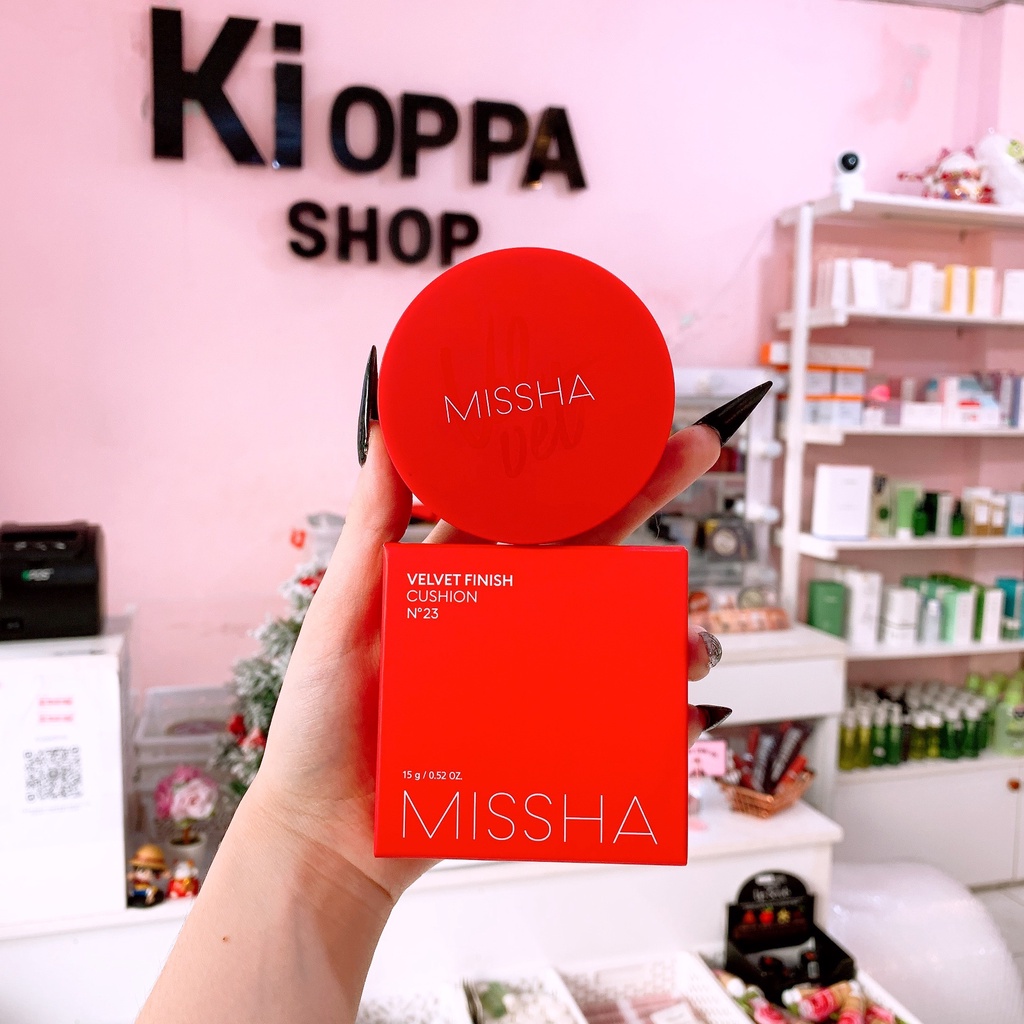 Ki OPPA
SHOP
MISSHA
VELVET FINISH
CUSHION
N°23
15 g / 0.52 OZ.
MISSHA